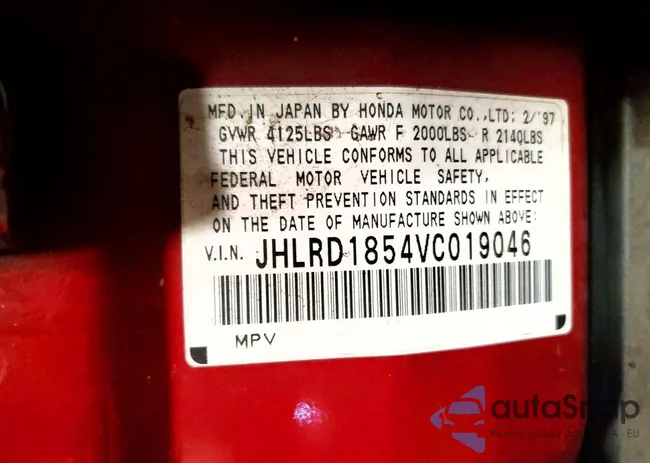 MFD. IN JAPAN BY HONDA MOTOR CO.,LTD; 2/'97
GVWR 4125LBS GAWR F 2000LBS R 2140LBS
THIS VEHICLE CONFORMS TO ALL APPLICABLE
FEDERAL MOTOR VEHICLE SAFETY,
AND THEFT PREVENTION STANDARDS IN EFFECT
ON THE DATE OF MANUFACTURE SHOWN ABOVE:
V.I.N. JHLRD1854VC019046
MPV
autaSnap